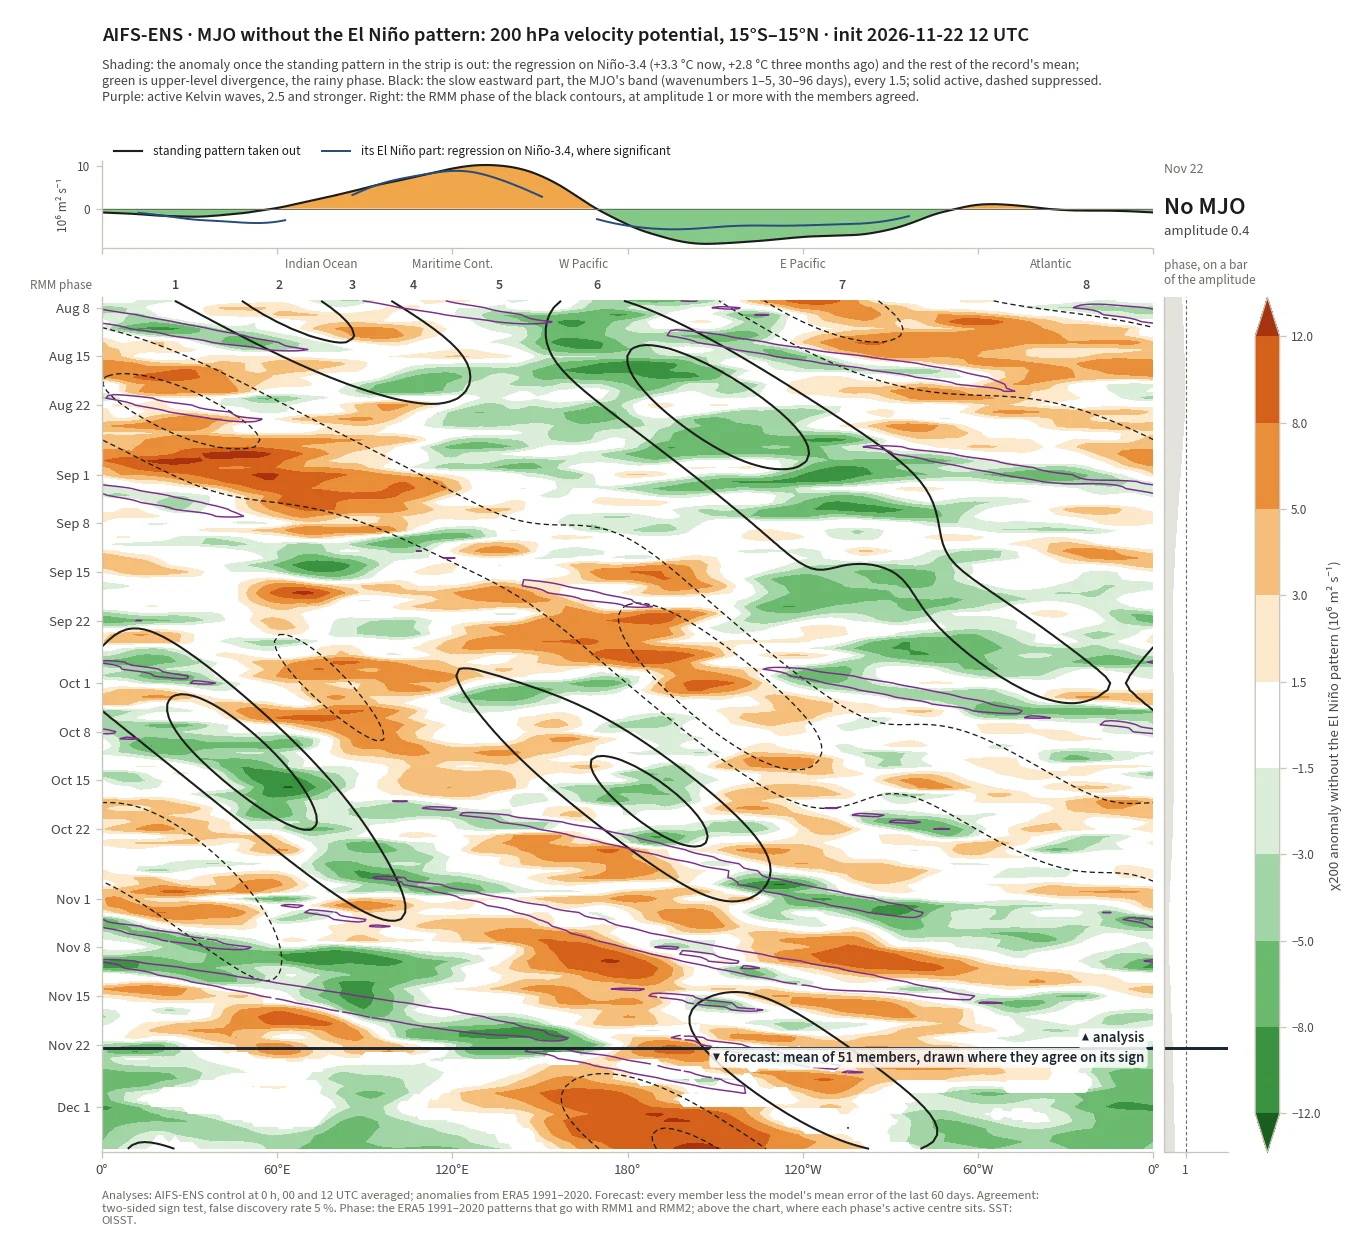 AIFS-ENS · MJO without the El Niño pattern: 200 hPa velocity potential, 15°S–15°N · init 2026-11-22 12 UTC
Shading: the anomaly once the standing pattern in the strip is out: the regression on Niño-3.4 (+3.3 °C now, +2.8 °C three months ago) and the rest of the record's mean;
green is upper-level divergence, the rainy phase. Black: the slow eastward part, the MJO's band (wavenumbers 1–5, 30–96 days), every 1.5; solid active, dashed suppressed.
Purple: active Kelvin waves, 2.5 and stronger. Right: the RMM phase of the black contours, at amplitude 1 or more with the members agreed.
standing pattern taken out
its El Niño part: regression on Niño-3.4, where significant
10
0
10⁶ m² s⁻¹
Nov 22
No MJO
amplitude 0.4
Indian Ocean
Maritime Cont.
W Pacific
E Pacific
Atlantic
phase, on a bar
of the amplitude
RMM phase
1
2
3
4
5
6
7
8
Aug 8
Aug 15
Aug 22
Sep 1
Sep 8
Sep 15
Sep 22
Oct 1
Oct 8
Oct 15
Oct 22
Nov 1
Nov 8
Nov 15
Nov 22
Dec 1
▲ analysis
▼ forecast: mean of 51 members, drawn where they agree on its sign
0°
60°E
120°E
180°
120°W
60°W
0°
1
12.0
8.0
5.0
3.0
1.5
−1.5
−3.0
−5.0
−8.0
−12.0
χ200 anomaly without the El Niño pattern (10⁶ m² s⁻¹)
Analyses: AIFS-ENS control at 0 h, 00 and 12 UTC averaged; anomalies from ERA5 1991–2020. Forecast: every member less the model's mean error of the last 60 days. Agreement:
two-sided sign test, false discovery rate 5 %. Phase: the ERA5 1991–2020 patterns that go with RMM1 and RMM2; above the chart, where each phase's active centre sits. SST:
OISST.